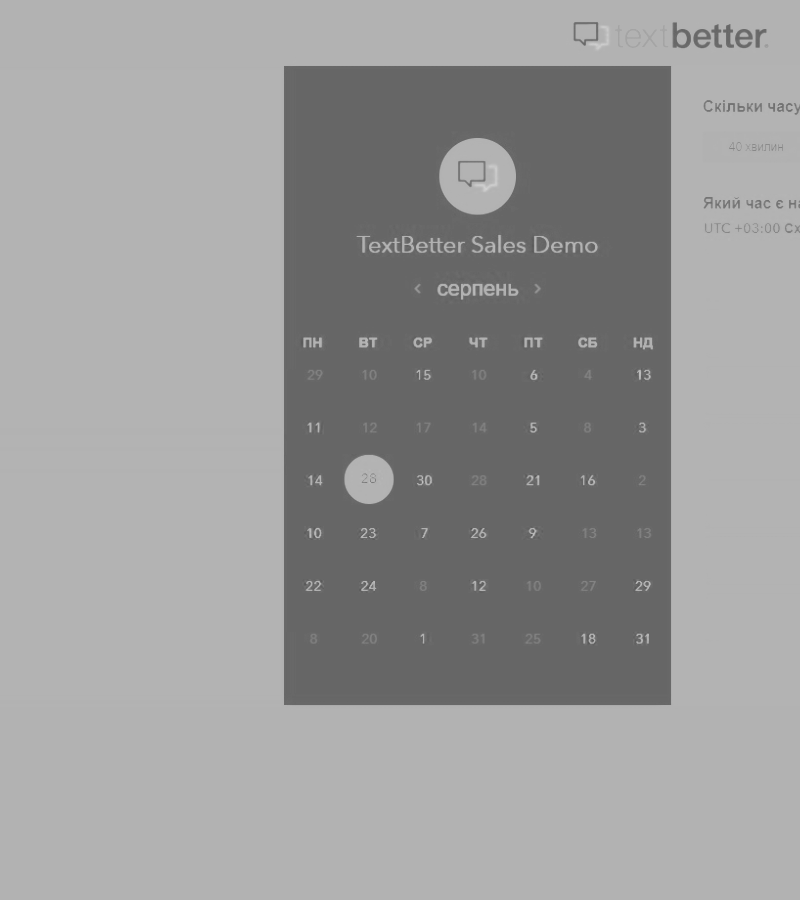 textbetter.
TextBetter Sales Demo
серпень
ПН ВТ СР ЧТ ПТ СБ НД
29 10 15 10 6 4 13
11 12 17 14 5 8 3
14 28 30 28 21 16 2
10 23 7 26 9 13 13
22 24 8 12 10 27 29
8 20 1 31 25 18 31
Скільки часу
40 хвилин
Який час є
UTC +03:00